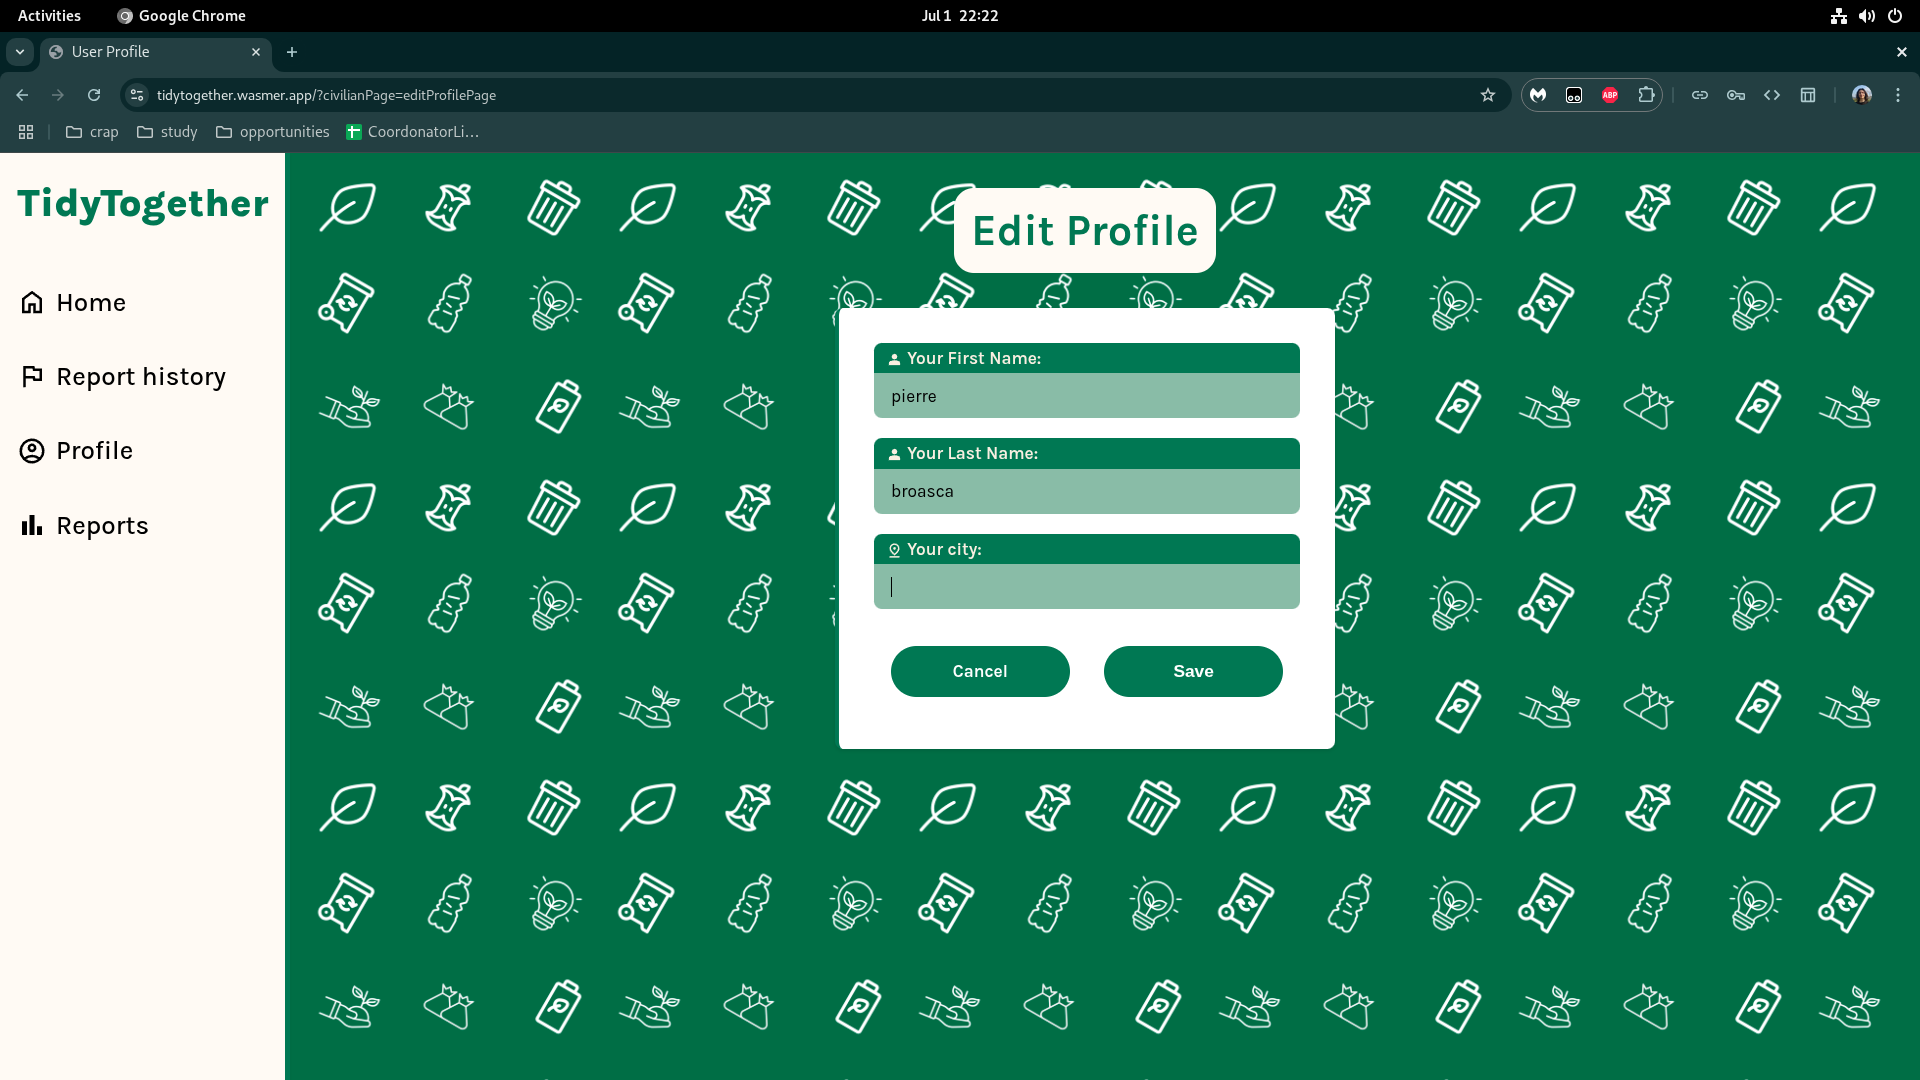 Activities
Google Chrome
Jul 1 22:22
User Profile
tidytogether.wasmer.app/?civilianPage=editProfilePage
ABP
crap
study
opportunities
CoordonatorLi...
TidyTogether
Home
Report history
Profile
Reports
Edit Profile
Your First Name:
pierre
Your Last Name:
broasca
Your city:
Cancel
Save